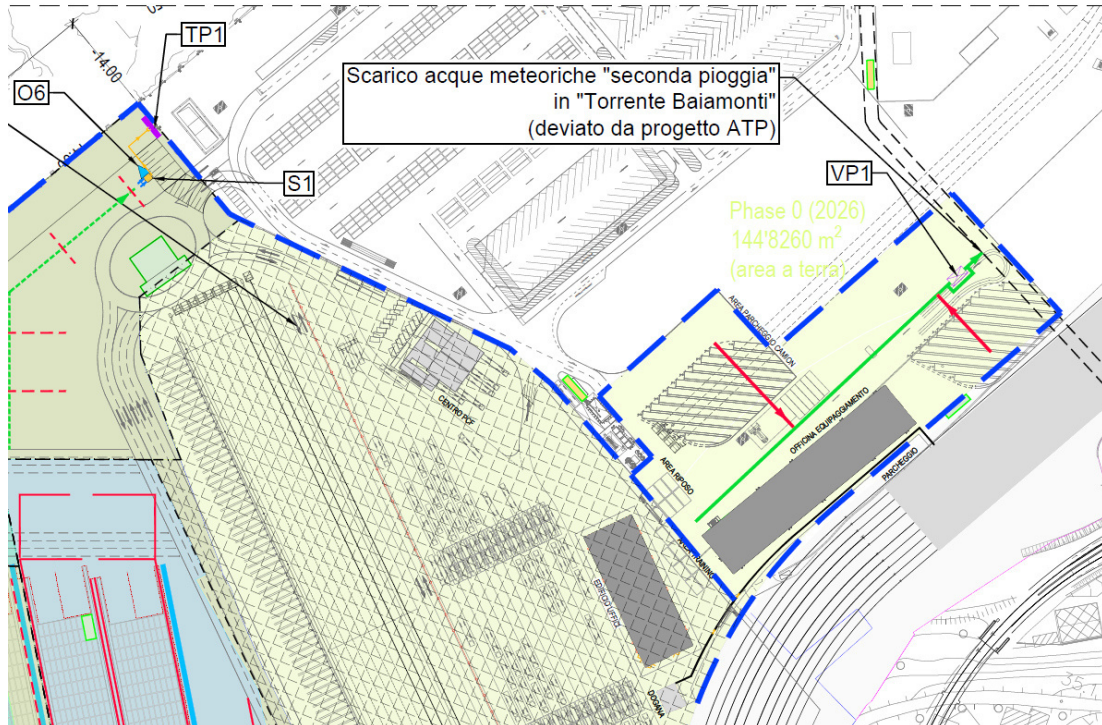 TP1
-14.00
O6
Scarico acque meteoriche "seconda pioggia"
in "Torrente Baiamonti"
(deviato da progetto ATP)
S1
VP1
Phase 0 (2026)
144'8260 m²
(area a terra)
AREA PARCHEGGIO CAMION
CENTRO PCF
OFFICINA EQUIPAGGIAMENTO
AREA RIPOSO
PARCHEGGIO
AREA TRAINING
EDIFICIO UFFICI
DOGANA